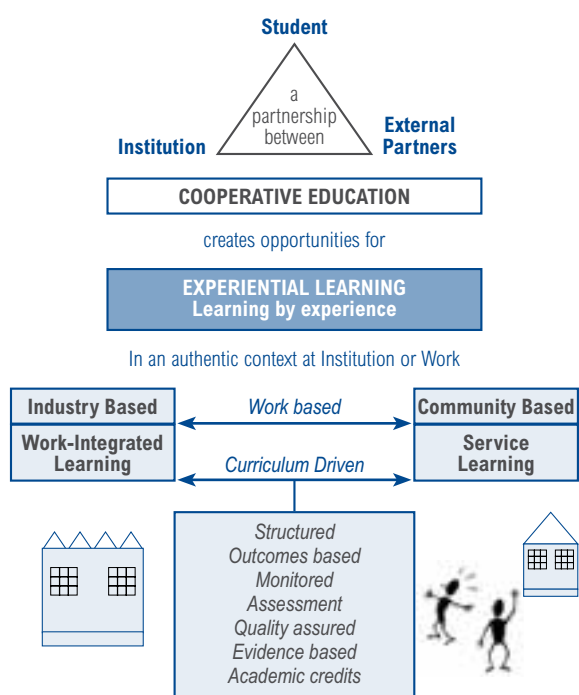 Student
a
partnership
between
Institution
External
Partners
COOPERATIVE EDUCATION
creates opportunities for
EXPERIENTIAL LEARNING
Learning by experience
In an authentic context at Institution or Work
Industry Based
Work based
Community Based
Work-Integrated
Learning
Service
Learning
Curriculum Driven
Structured
Outcomes based
Monitored
Assessment
Quality assured
Evidence based
Academic credits